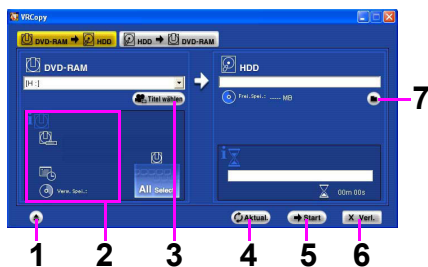 VRCopy
DVD-RAM HDD HDD DVD-RAM
DVD-RAM
[H :]
Titel wählen
Verw. Spei.:
All Select
HDD
Frei.Spei.: ----- MB
00m 00s
Aktual. Start X Verl.
1 2 3 4 5 6 7